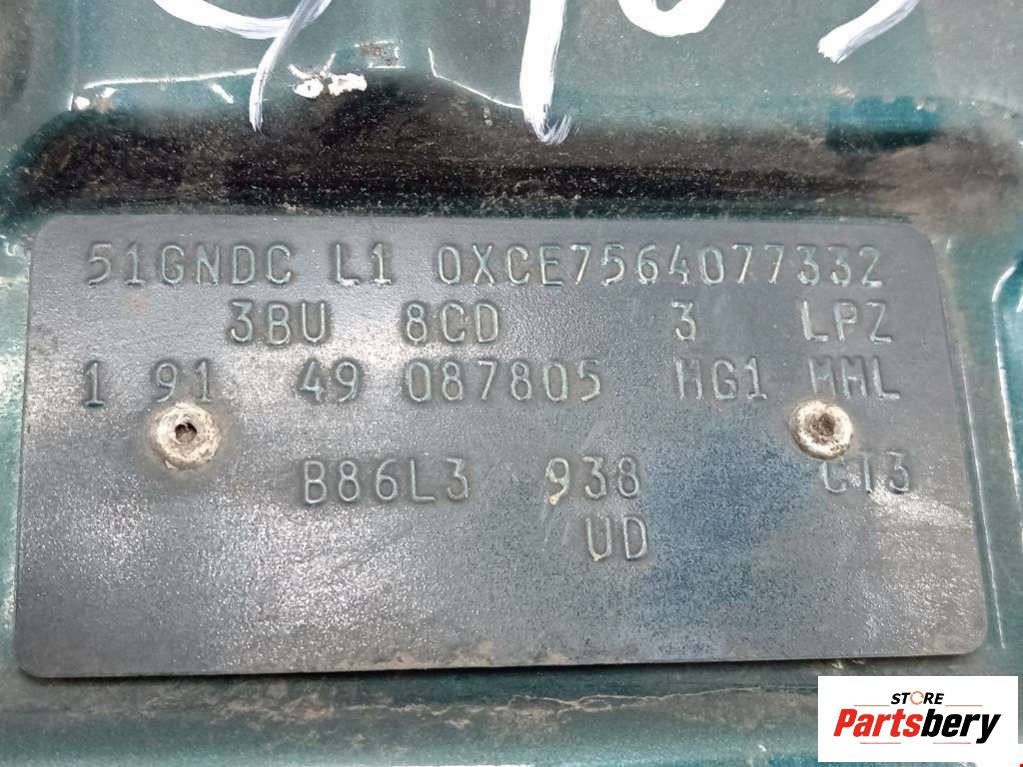 51GNDC L1 0XCE7564077332
3BU 8CD 3 LPZ
1 91 49 087805 MG1 MML
B86L3 938 CT3
UD
STORE
Partsbery